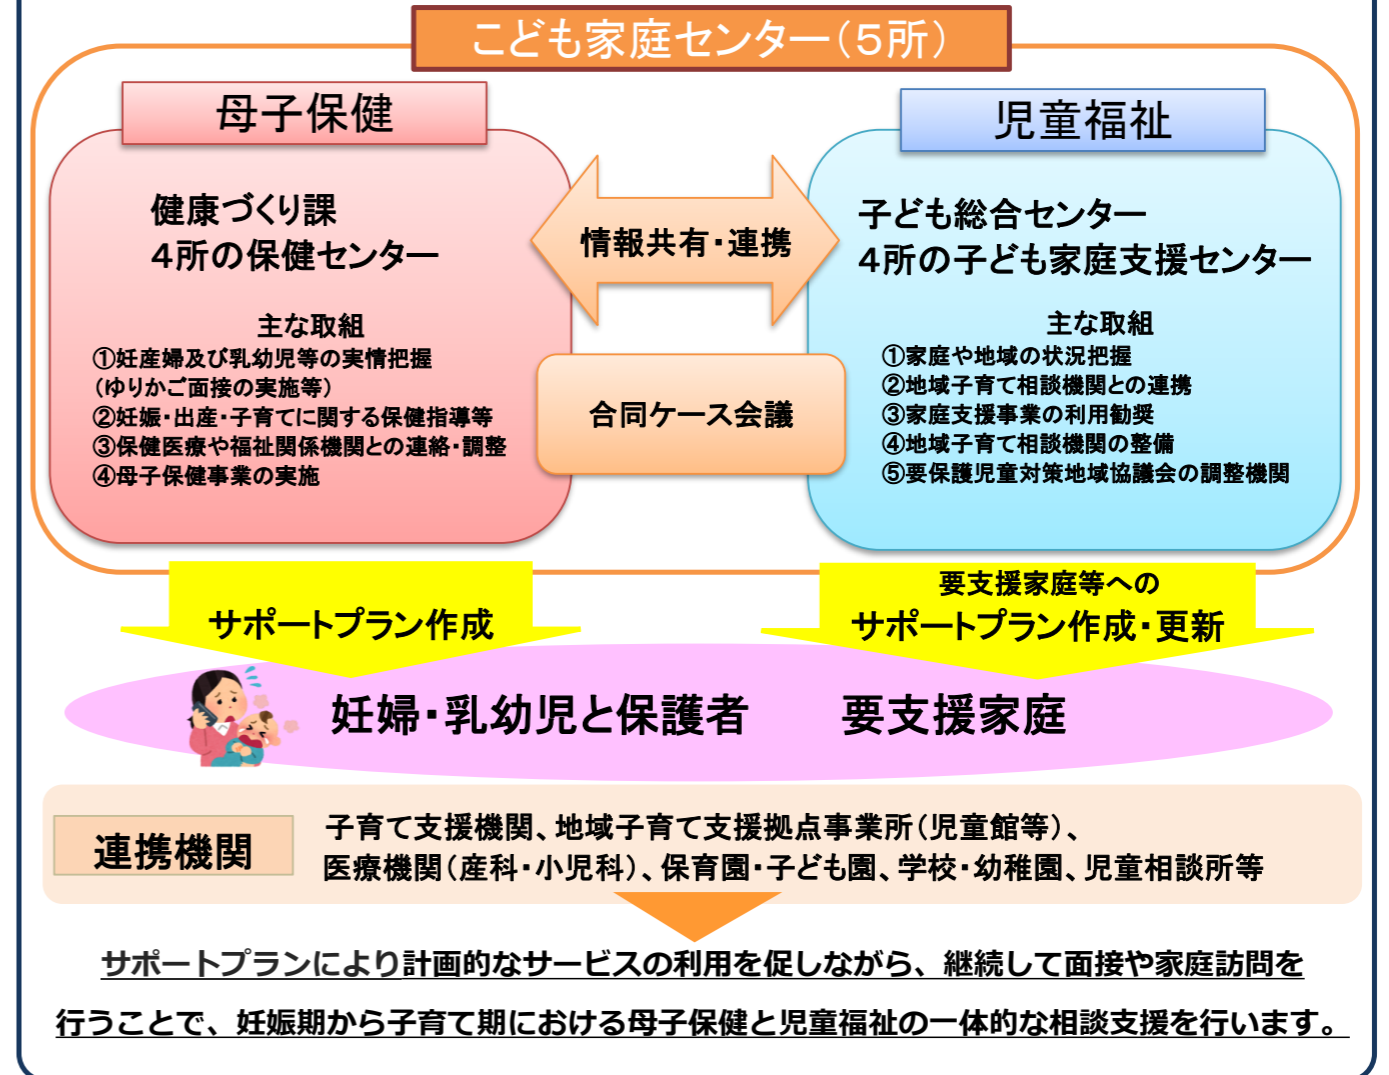 こども家庭センター（５所）
母子保健
健康づくり課
４所の保健センター
主な取組
①妊産婦及び乳幼児等の実情把握
（ゆりかご面接の実施等）
②妊娠・出産・子育てに関する保健指導等
③保健医療や福祉関係機関との連絡・調整
④母子保健事業の実施
情報共有・連携
合同ケース会議
児童福祉
子ども総合センター
４所の子ども家庭支援センター
主な取組
①家庭や地域の状況把握
②地域子育て相談機関との連携
③家庭支援事業の利用勧奨
④地域子育て相談機関の整備
⑤要保護児童対策地域協議会の調整機関
サポートプラン作成
要支援家庭等への
サポートプラン作成・更新
妊婦・乳幼児と保護者　要支援家庭
連携機関
子育て支援機関、地域子育て支援拠点事業所（児童館等）、
医療機関（産科・小児科）、保育園・子ども園、学校・幼稚園、児童相談所等
サポートプランにより計画的なサービスの利用を促しながら、継続して面接や家庭訪問を
行うことで、妊娠期から子育て期における母子保健と児童福祉の一体的な相談支援を行います。